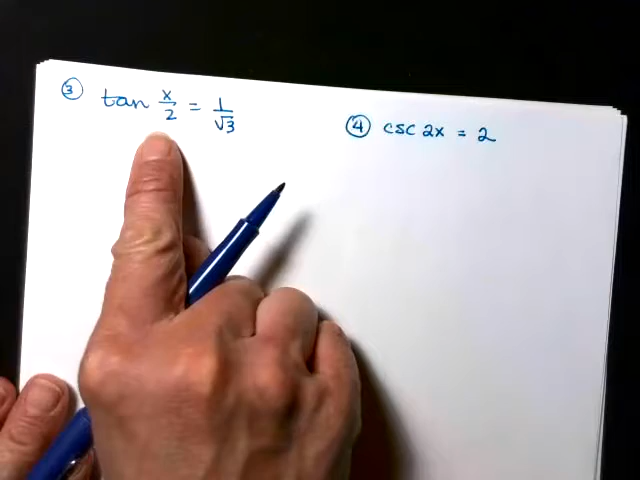 ③ tan x/2 = 1/√3
④ csc 2x = 2